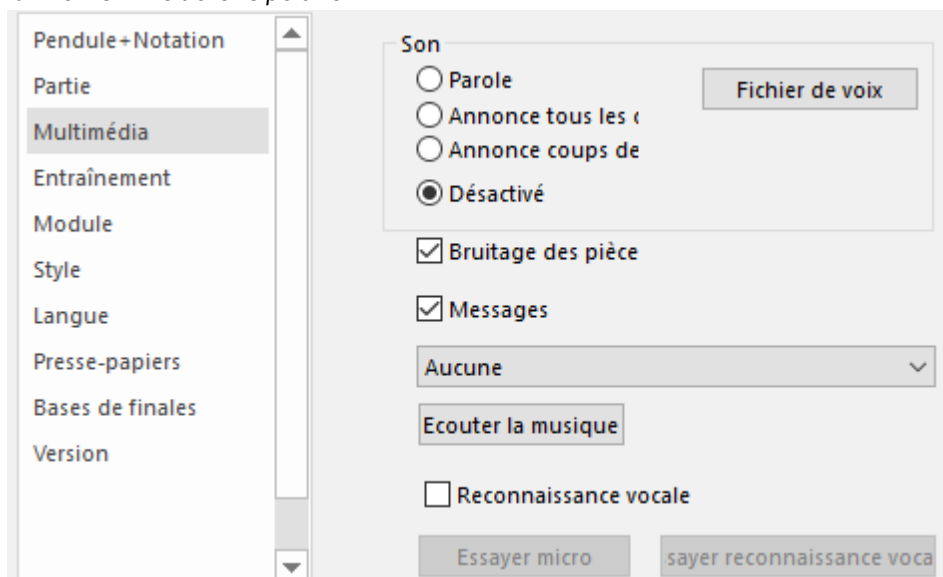 Pendule+Notation
Partie
Multimédia
Entraînement
Module
Style
Langue
Presse-papiers
Bases de finales
Version
Son
Parole
Fichier de voix
Annonce tous les
Annonce coups de
Désactivé
Bruitage des pièce
Messages
Aucune
Ecouter la musique
Reconnaissance vocale
Essayer micro
sayer reconnaissance voca